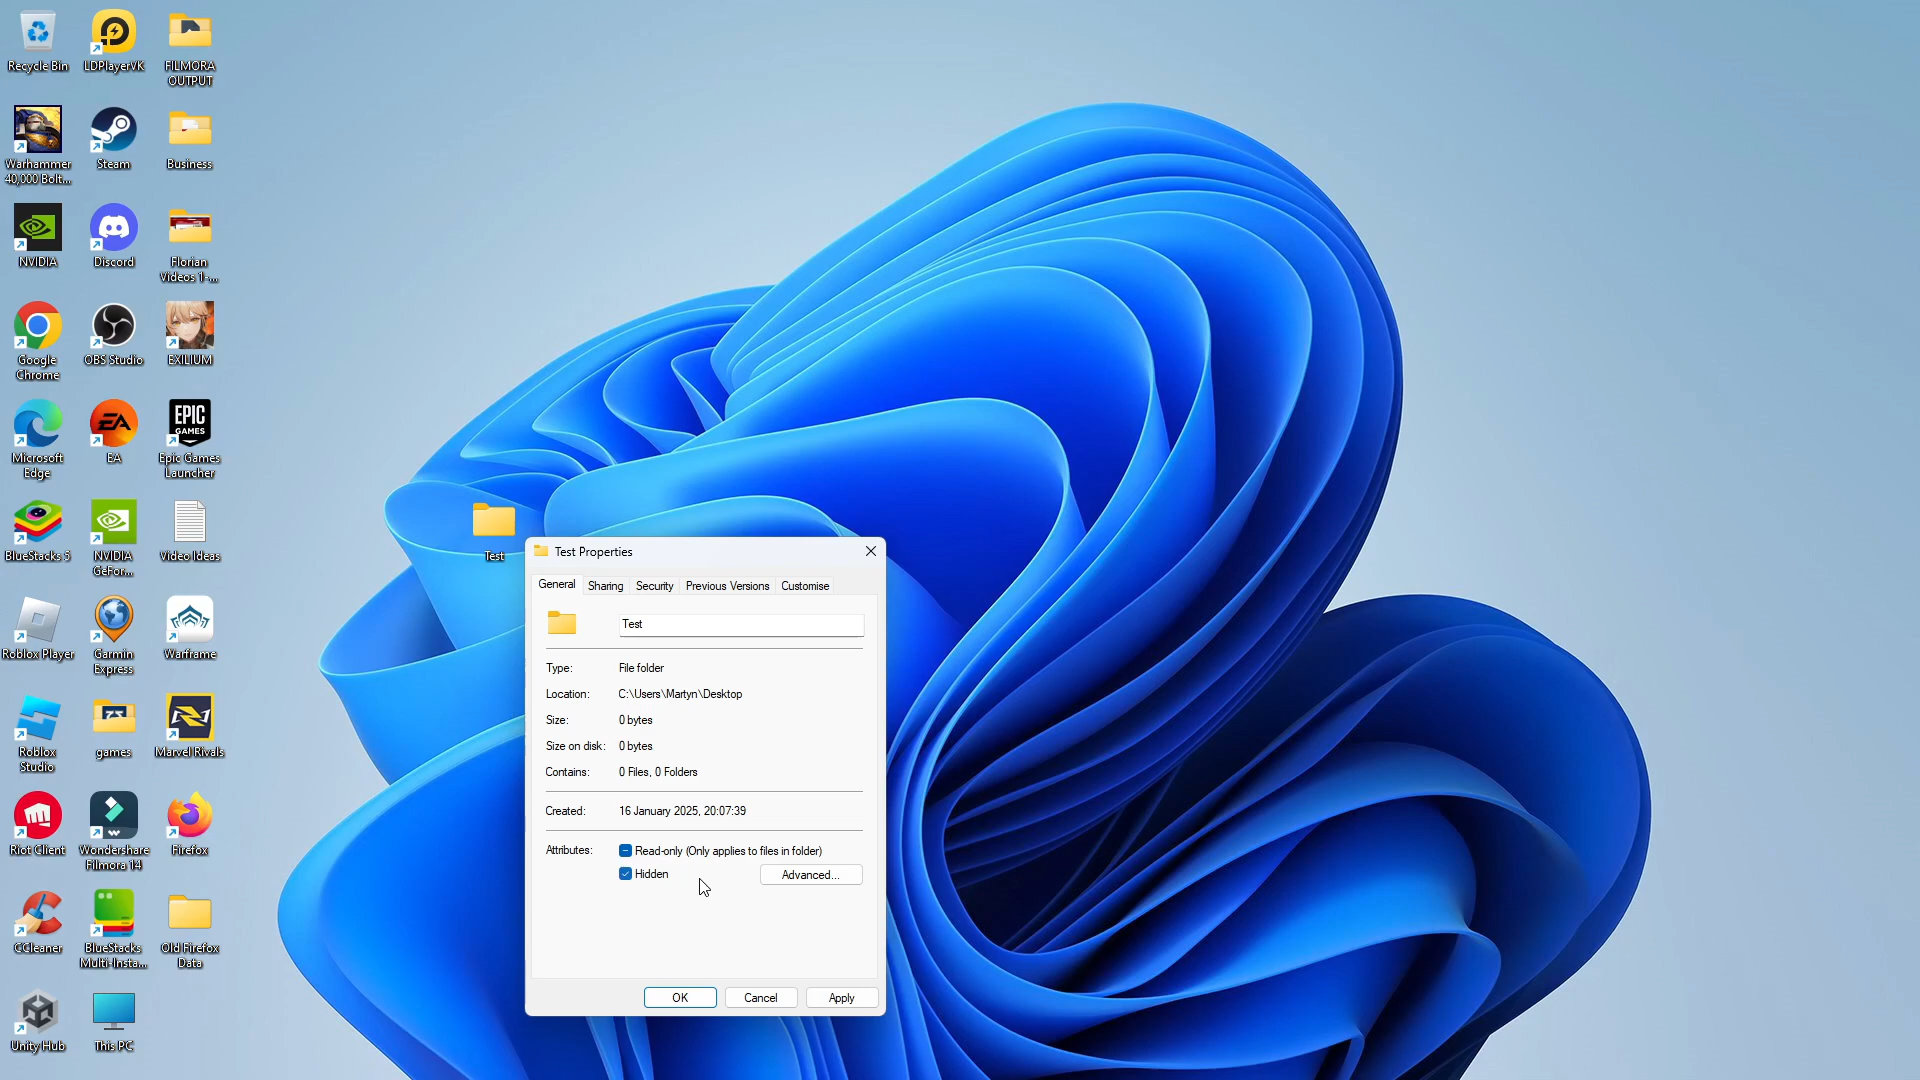 Recycle Bin
LDPlayerVK
FILMORA
OUTPUT
Warhammer
40,000 Bolt...
Steam
Business
NVIDIA
Discord
Florian
Videos 1-...
Google
Chrome
OBS Studio
EXILIUM
Microsoft
Edge
EA
EA
EPIC
GAMES
Epic Games
Launcher
BlueStacks 5
NVIDIA
GeFor...
Video Ideas
Roblox Player
Garmin
Express
Warframe
Roblox
Studio
games
Marvel Rivals
Riot Client
Wondershare
Filmora 14
Firefox
CCleaner
BlueStacks
Multi-Insta...
Old Firefox
Data
Unity Hub
This PC
Test
Test Properties
General
Sharing
Security
Previous Versions
Customise
Test
Type: File folder
Location: C:\Users\Martyn\Desktop
Size: 0 bytes
Size on disk: 0 bytes
Contains: 0 Files, 0 Folders
Created: 16 January 2025, 20:07:39
Attributes: Read-only (Only applies to files in folder)
Hidden
Advanced...
OK
Cancel
Apply